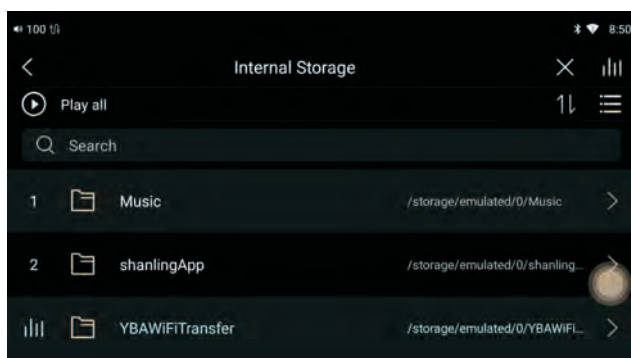 100 8:50
Internal Storage
Play all
Search
1 Music /storage/emulated/0/Music
2 shanlingApp /storage/emulated/0/shanling...
YBAWiFiTransfer /storage/emulated/0/YBAWiFi...